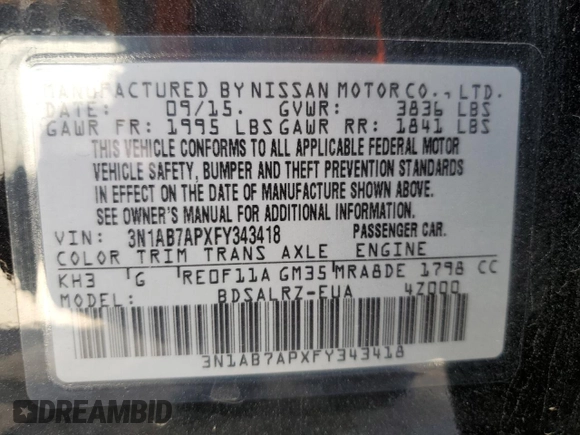 MANUFACTURED BY NISSAN MOTOR CO., LTD.
DATE: 09/15. GVWR: 3836 LBS
GAWR FR: 1995 LBS GAWR RR: 1841 LBS
THIS VEHICLE CONFORMS TO ALL APPLICABLE FEDERAL MOTOR
VEHICLE SAFETY, BUMPER AND THEFT PREVENTION STANDARDS
IN EFFECT ON THE DATE OF MANUFACTURE SHOWN ABOVE.
SEE OWNER'S MANUAL FOR ADDITIONAL INFORMATION.
VIN: 3N1AB7APXFY343418 PASSENGER CAR.
COLOR TRIM TRANS AXLE ENGINE
KH3 G RE0F11A GM35 MRA8DE 1798 CC
MODEL: BDSALRZ-EUA 4Z000
3N1AB7APXFY343418
DREAMBID